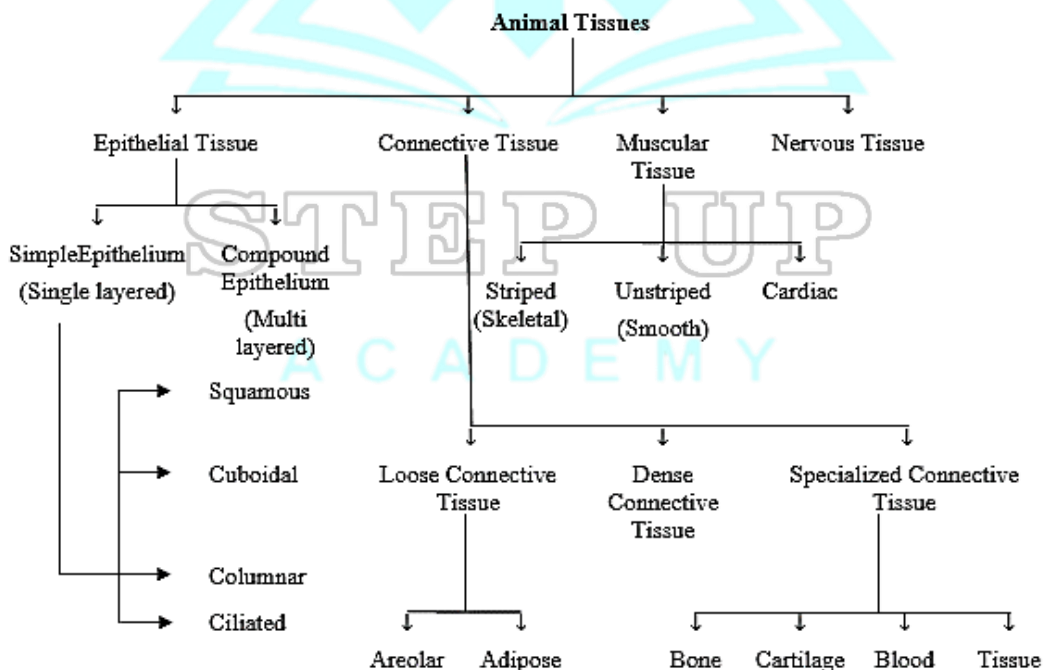 Animal Tissues
Epithelial Tissue
Connective Tissue
Muscular
Tissue
Nervous Tissue
STEP UP
SimpleEpithelium
(Single layered)
Compound
Epithelium
(Multi
layered)
Striped
(Skeletal)
Unstriped
(Smooth)
Cardiac
ACADEMY
Squamous
Cuboidal
Columnar
Ciliated
Loose Connective
Tissue
Dense
Connective
Tissue
Specialized Connective
Tissue
Areolar
Adipose
Bone
Cartilage
Blood
Tissue